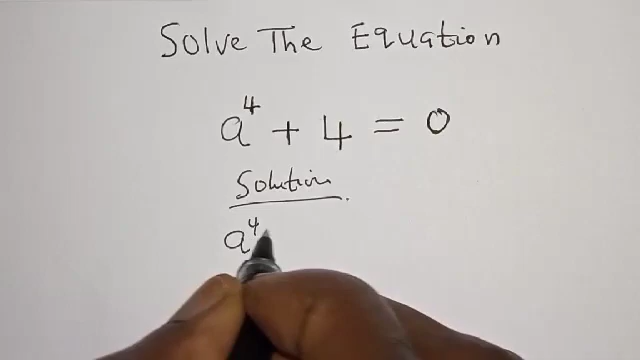 Solve The Equation
a⁴ + 4 = 0
Solution
a⁴